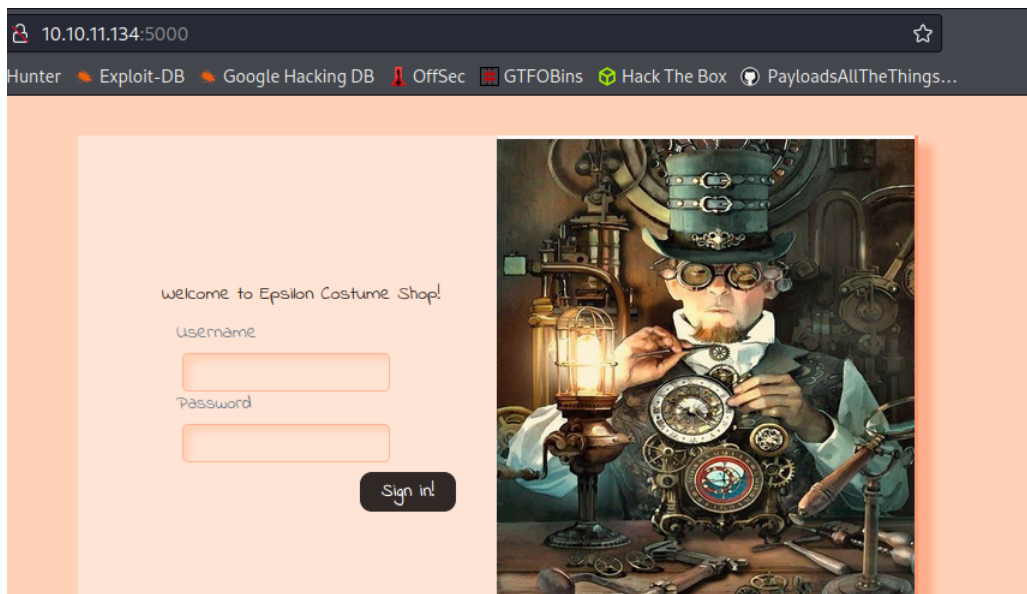 10.10.11.134:5000
Hunter Exploit-DB Google Hacking DB OffSec GTFOBins Hack The Box PayloadsAllTheThings...
Welcome to Epsilon Costume Shop!
Username
Password
Sign in!